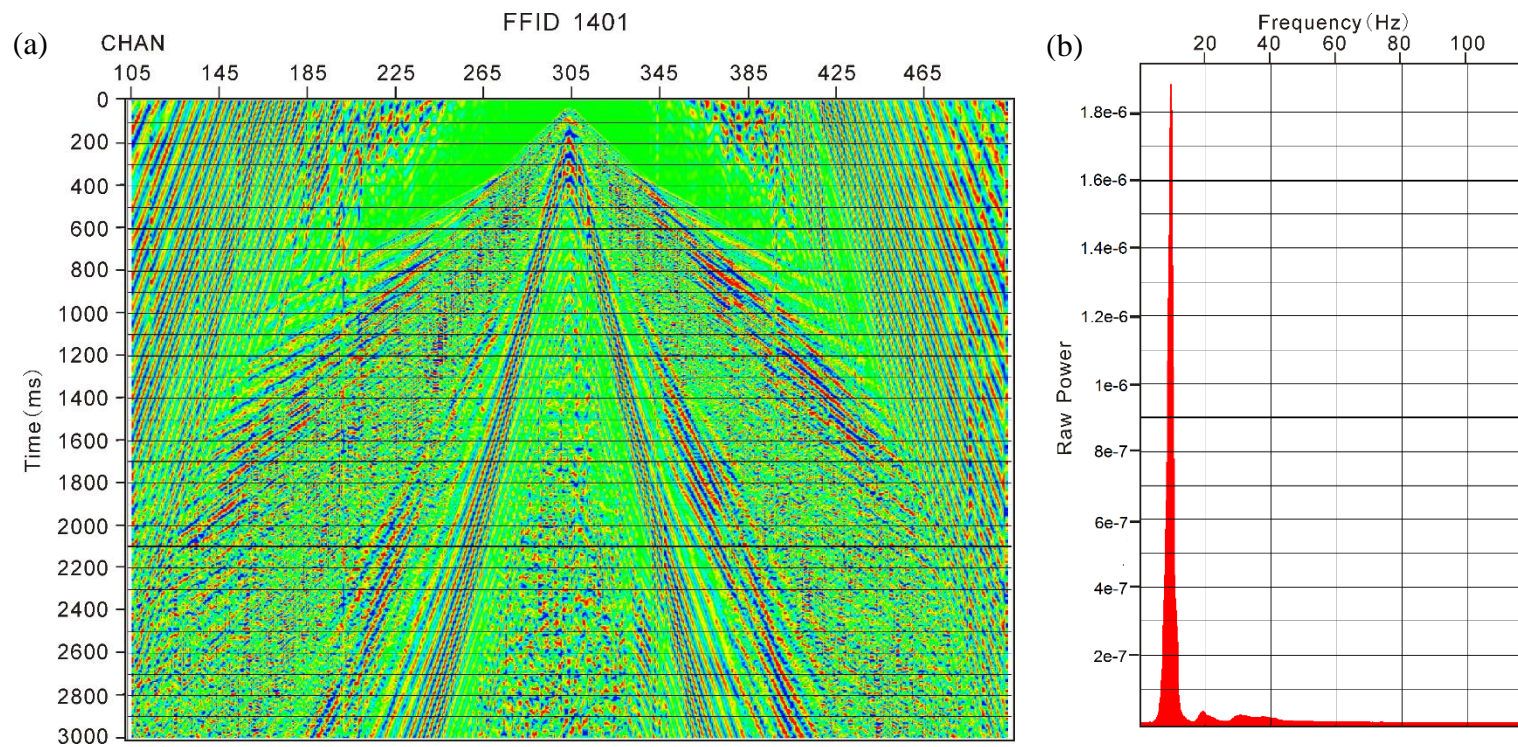 FFID 1401
(a)
CHAN
105 145 185 225 265 305 345 385 425 465
0
200
400
600
800
1000
1200
1400
1600
1800
2000
2200
2400
2600
2800
3000
Time(ms)
(b)
Frequency(Hz)
20 40 60 80 100
1.8e-6
1.6e-6
1.4e-6
1.2e-6
1e-6
8e-7
6e-7
4e-7
2e-7
Raw Power